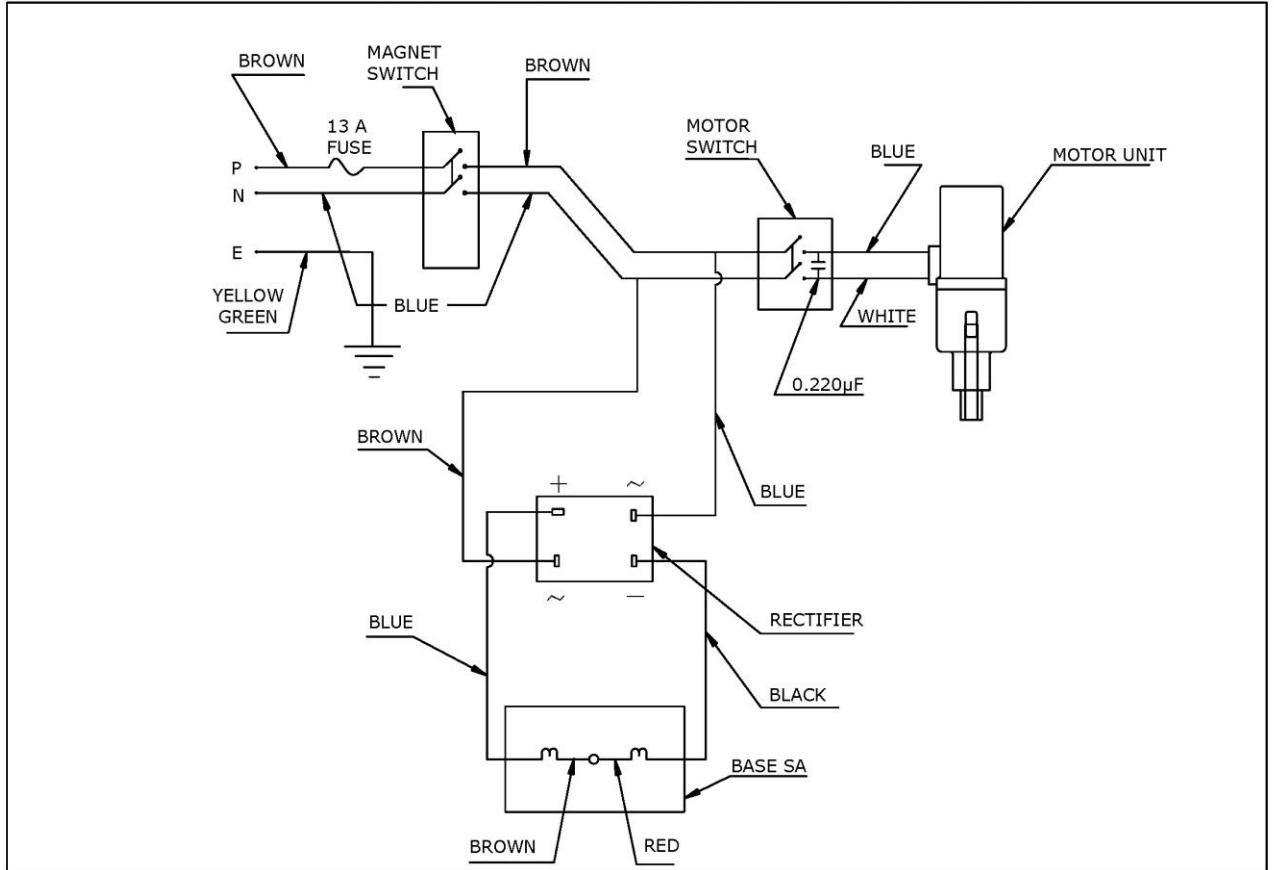 BROWN
MAGNET
SWITCH
BROWN
13 A
FUSE
MOTOR
SWITCH
BLUE
MOTOR UNIT
P
N
E
YELLOW
GREEN
BLUE
WHITE
0.220µF
BROWN
BLUE
+
~
~
−
RECTIFIER
BLUE
BLACK
BASE SA
BROWN
RED